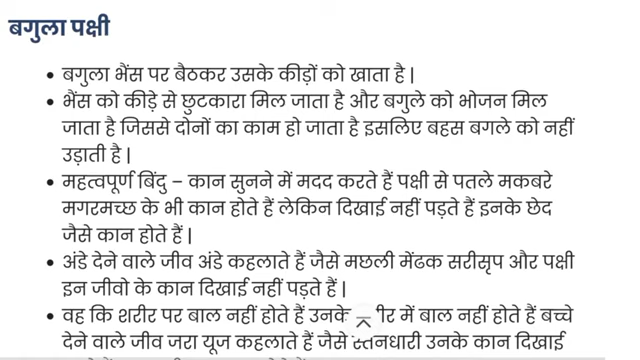 बगुला पक्षी
बगुला भैंस पर बैठकर उसके कीड़ों को खाता है |
भैंस को कीड़े से छुटकारा मिल जाता है और बगुले को भोजन मिल
जाता है जिससे दोनों का काम हो जाता है इसलिए बहस बगले को नहीं
उड़ाती है |
महत्वपूर्ण बिंदु – कान सुनने में मदद करते हैं पक्षी से पतले मकबरे
मगरमच्छ के भी कान होते हैं लेकिन दिखाई नहीं पड़ते हैं इनके छेद
जैसे कान होते हैं |
अंडे देने वाले जीव अंडे कहलाते हैं जैसे मछली मेंढक सरीसृप और पक्षी
इन जीवो के कान दिखाई नहीं पड़ते हैं |
वह कि शरीर पर बाल नहीं होते हैं उनके में बाल नहीं होते हैं बच्चे
देने वाले जीव जरा यूज कहलाते हैं जैसे स्तनधारी उनके कान दिखाई